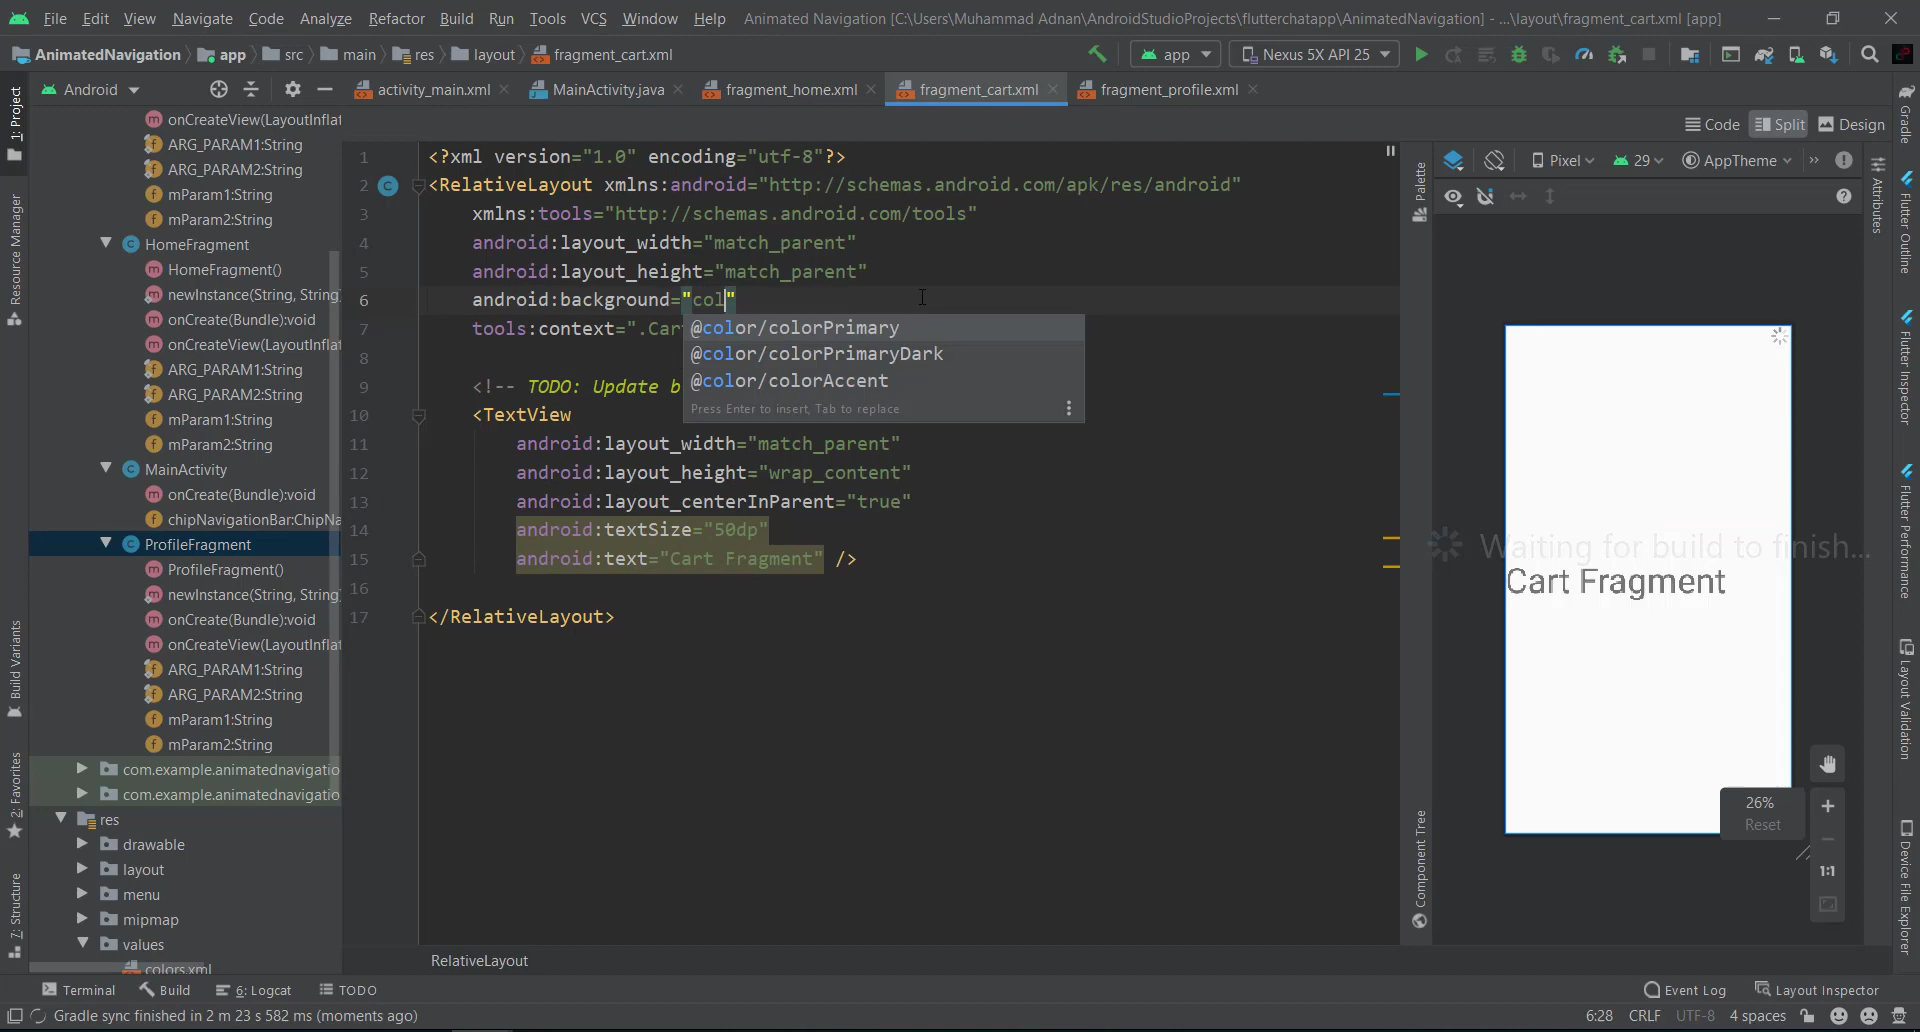 File Edit View Navigate Code Analyze Refactor Build Run Tools VCS Window Help Animated Navigation [C:\Users\Muhammad Adnan\AndroidStudioProjects\flutterchatapp\AnimatedNavigation] - ...\layout\fragment_cart.xml [app]
AnimatedNavigation app src main res layout fragment_cart.xml app Nexus 5X API 25
Android activity_main.xml MainActivity.java fragment_home.xml fragment_cart.xml fragment_profile.xml
Code Split Design
Pixel 29 AppTheme
1: Project
Resource Manager
Build Variants
2: Favorites
7: Structure
onCreateView(LayoutInflat
ARG_PARAM1:String
ARG_PARAM2:String
mParam1:String
mParam2:String
HomeFragment
HomeFragment()
newInstance(String, String)
onCreate(Bundle):void
onCreateView(LayoutInflat
ARG_PARAM1:String
ARG_PARAM2:String
mParam1:String
mParam2:String
MainActivity
onCreate(Bundle):void
chipNavigationBar:ChipNa
ProfileFragment
ProfileFragment()
newInstance(String, String)
onCreate(Bundle):void
onCreateView(LayoutInflat
ARG_PARAM1:String
ARG_PARAM2:String
mParam1:String
mParam2:String
com.example.animatednavigatio
com.example.animatednavigatio
res
drawable
layout
menu
mipmap
values
colors.xml
1 <?xml version="1.0" encoding="utf-8"?>
2 <RelativeLayout xmlns:android="http://schemas.android.com/apk/res/android"
3 xmlns:tools="http://schemas.android.com/tools"
4 android:layout_width="match_parent"
5 android:layout_height="match_parent"
6 android:background="col"
7 tools:context=".Car
8
9 <!-- TODO: Update b
10 <TextView
11 android:layout_width="match_parent"
12 android:layout_height="wrap_content"
13 android:layout_centerInParent="true"
14 android:textSize="50dp"
15 android:text="Cart Fragment" />
16
17 </RelativeLayout>
@color/colorPrimary
@color/colorPrimaryDark
@color/colorAccent
Press Enter to insert, Tab to replace
RelativeLayout
Palette
Component Tree
Waiting for build to finish...
Cart Fragment
26%
Reset
1:1
Attributes
Gradle
Flutter Outline
Flutter Inspector
Flutter Performance
Layout Validation
Device File Explorer
Terminal Build 6: Logcat TODO Event Log Layout Inspector
Gradle sync finished in 2 m 23 s 582 ms (moments ago) 6:28 CRLF UTF-8 4 spaces